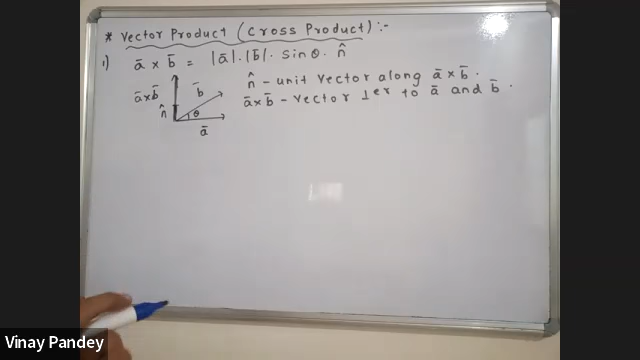 * Vector Product (Cross Product):-
1) ā × b̄ = |ā|.|b̄|. sinθ. n̂
n̂ - unit vector along ā×b̄.
ā×b̄ - vector ⊥er to ā and b̄.
ā×b̄
b̄
n̂
θ
ā
Vinay Pandey